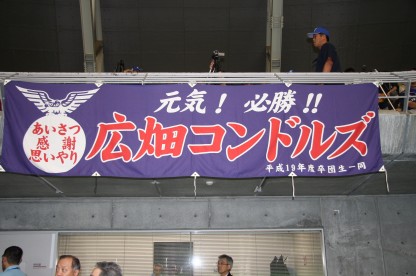 元気! 必勝!!
あいさつ
感謝
思いやり
広畑コンドルズ
平成19年度卒団生一同